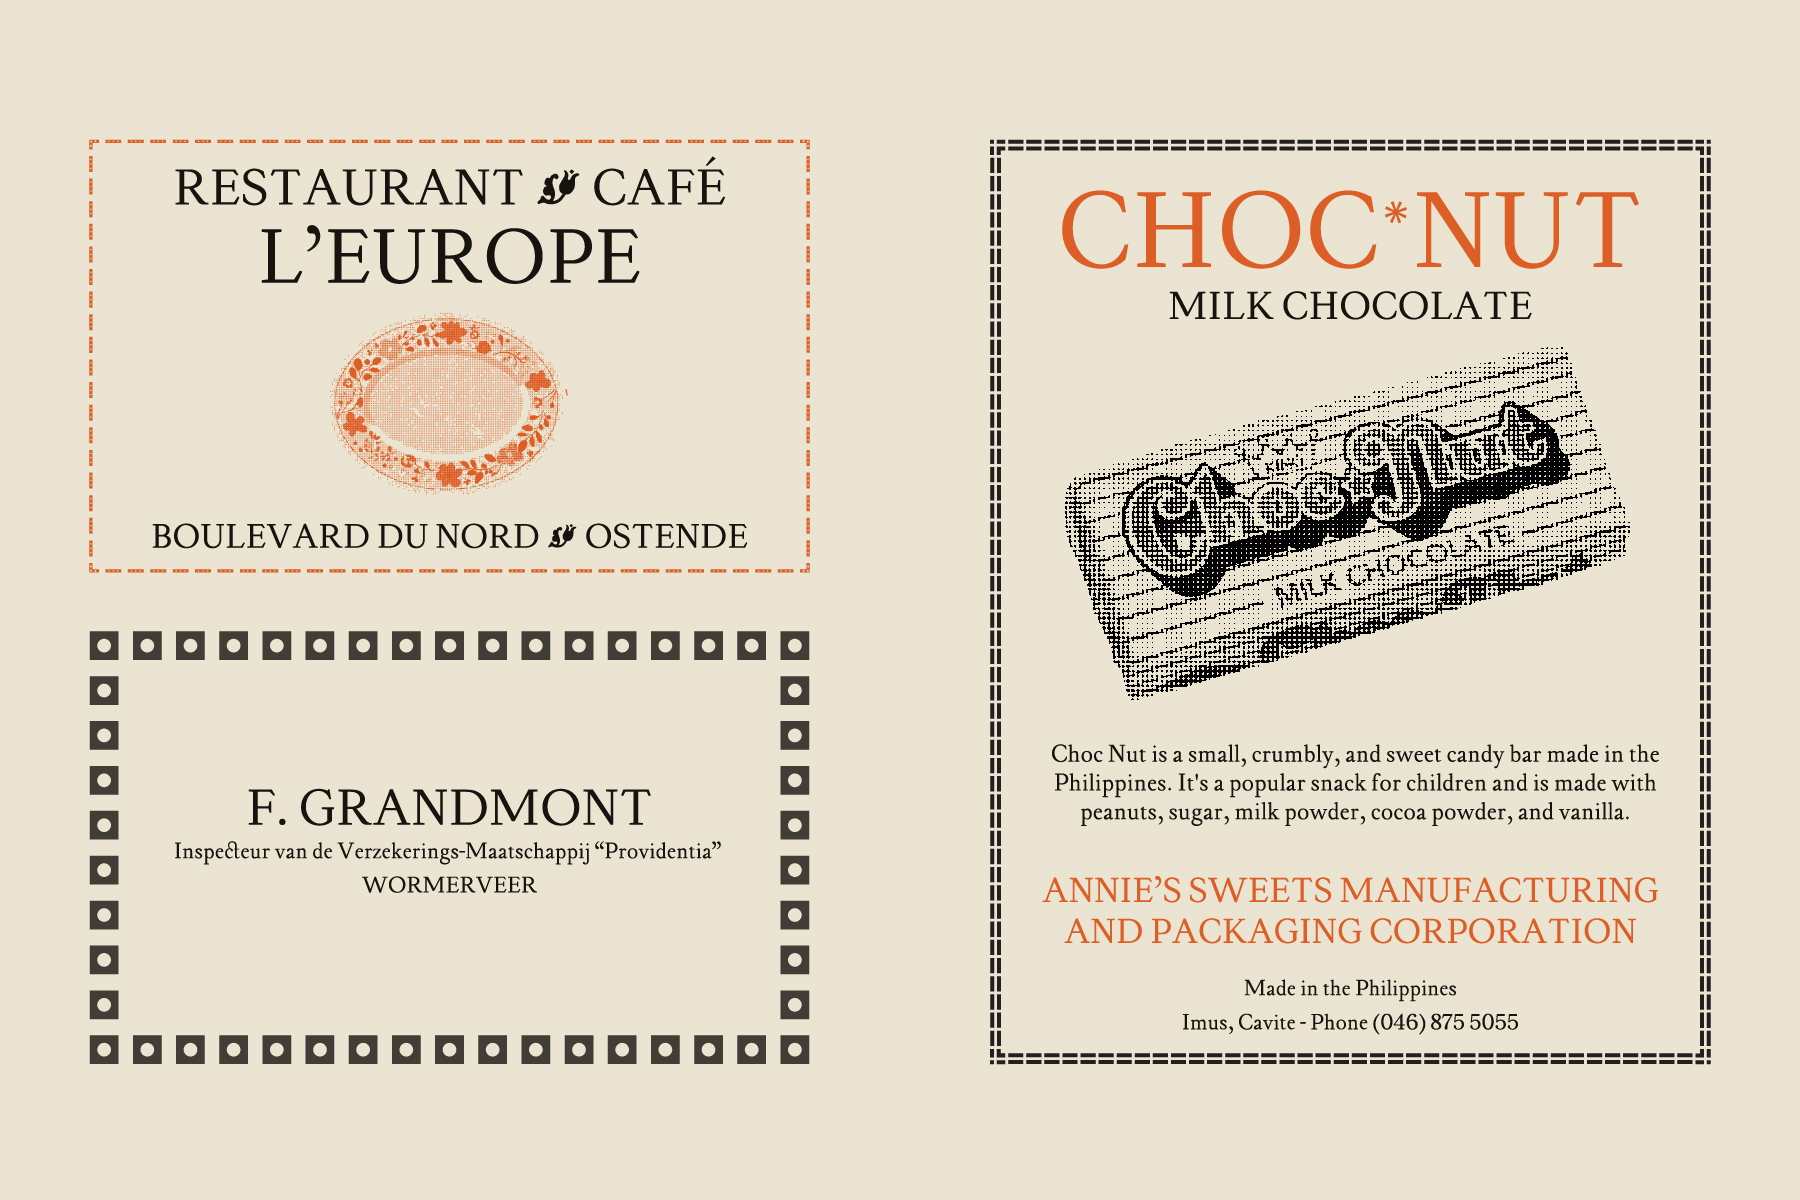 RESTAURANT CAFÉ
L’EUROPE
BOULEVARD DU NORD OSTENDE
F. GRANDMONT
Inspecteur van de Verzekerings-Maatschappij “Providentia”
WORMERVEER
CHOC*NUT
MILK CHOCOLATE
Choc Nut
MILK CHOCOLATE
Choc Nut is a small, crumbly, and sweet candy bar made in the
Philippines. It's a popular snack for children and is made with
peanuts, sugar, milk powder, cocoa powder, and vanilla.
ANNIE’S SWEETS MANUFACTURING
AND PACKAGING CORPORATION
Made in the Philippines
Imus, Cavite - Phone (046) 875 5055